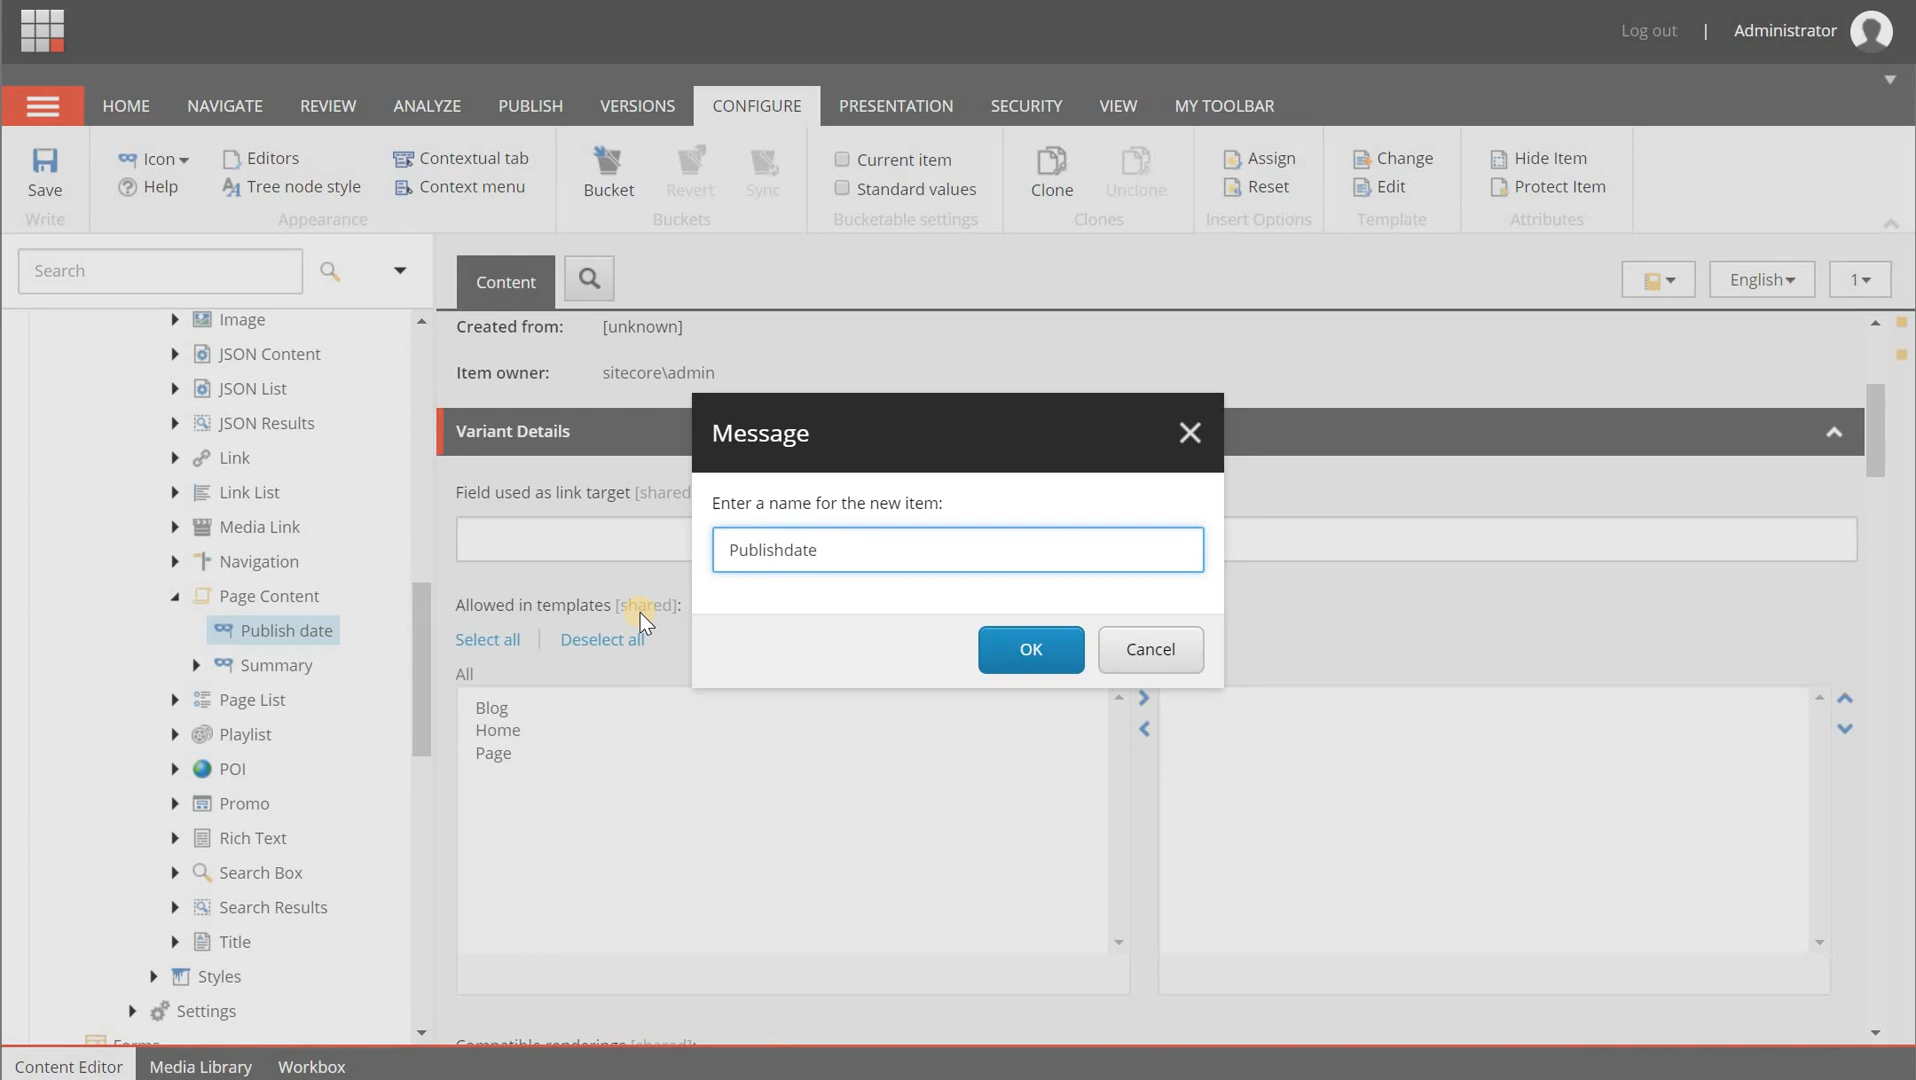 Log out | Administrator
HOME NAVIGATE REVIEW ANALYZE PUBLISH VERSIONS CONFIGURE PRESENTATION SECURITY VIEW MY TOOLBAR
Icon Editors Contextual tab Current item Assign Change Hide Item
Save Help Tree node style Context menu Bucket Revert Sync Standard values Clone Unclone Reset Edit Protect Item
Write Appearance Buckets Bucketable settings Clones Insert Options Template Attributes
Search
Content
English
1
Image
JSON Content
JSON List
JSON Results
Link
Link List
Media Link
Navigation
Page Content
Publish date
Summary
Page List
Playlist
POI
Promo
Rich Text
Search Box
Search Results
Title
Styles
Settings
Forms
Created from: [unknown]
Item owner: sitecore\admin
Variant Details
Field used as link target [shared
Allowed in templates [shared]:
Select all Deselect all
All
Blog
Home
Page
Compatible renderings [shared]:
Message
Enter a name for the new item:
Publishdate
OK Cancel
Content Editor Media Library Workbox